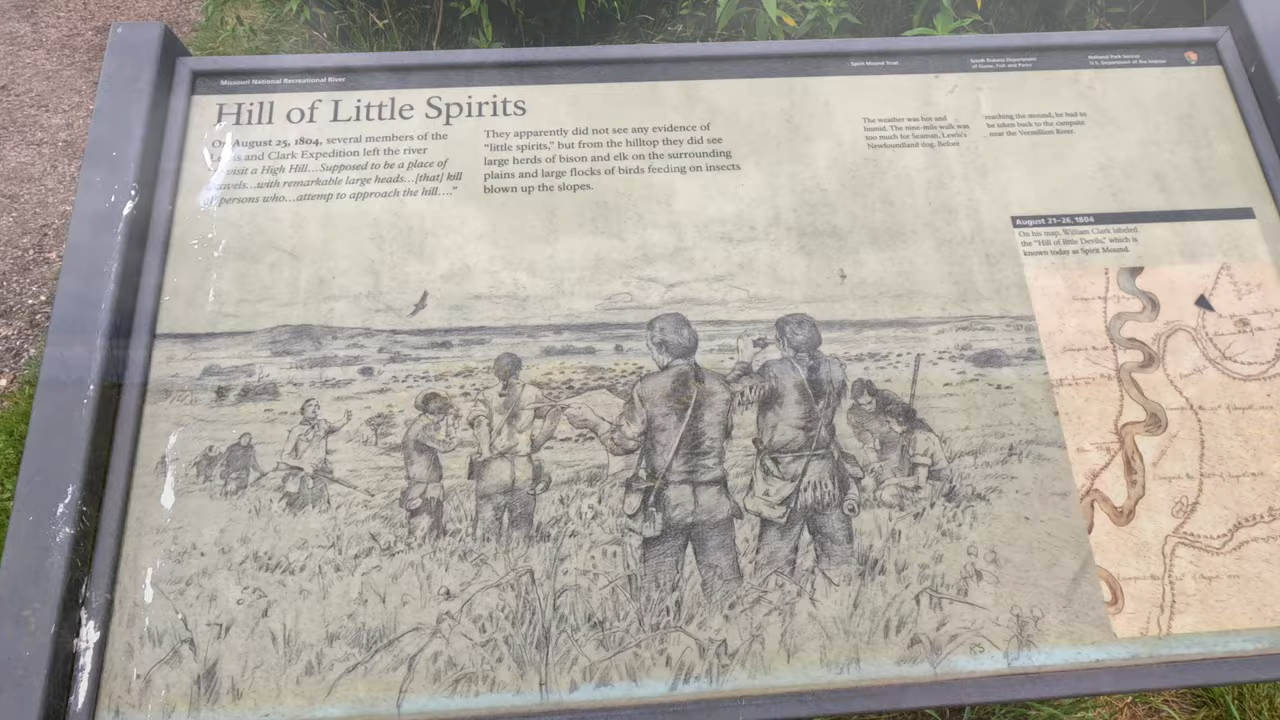 Missouri National Recreational River
Spirit Mound Trust
South Dakota Department
of Game, Fish and Parks
National Park Service
U.S. Department of the Interior
Hill of Little Spirits
On August 25, 1804, several members of the
Lewis and Clark Expedition left the river
visit a High Hill…Supposed to be a place of
with remarkable large heads…[that] kill
persons who…attemp to approach the hill….”
They apparently did not see any evidence of
“little spirits,” but from the hilltop they did see
large herds of bison and elk on the surrounding
plains and large flocks of birds feeding on insects
blown up the slopes.
The weather was hot and
humid. The nine-mile walk was
too much for Seaman, Lewis's
Newfoundland dog. Before
reaching the mound, he had to
be taken back to the campsite
near the Vermillion River.
August 21–26, 1804
On his map, William Clark labeled
the “Hill of little Devils,” which is
known today as Spirit Mound.
RS